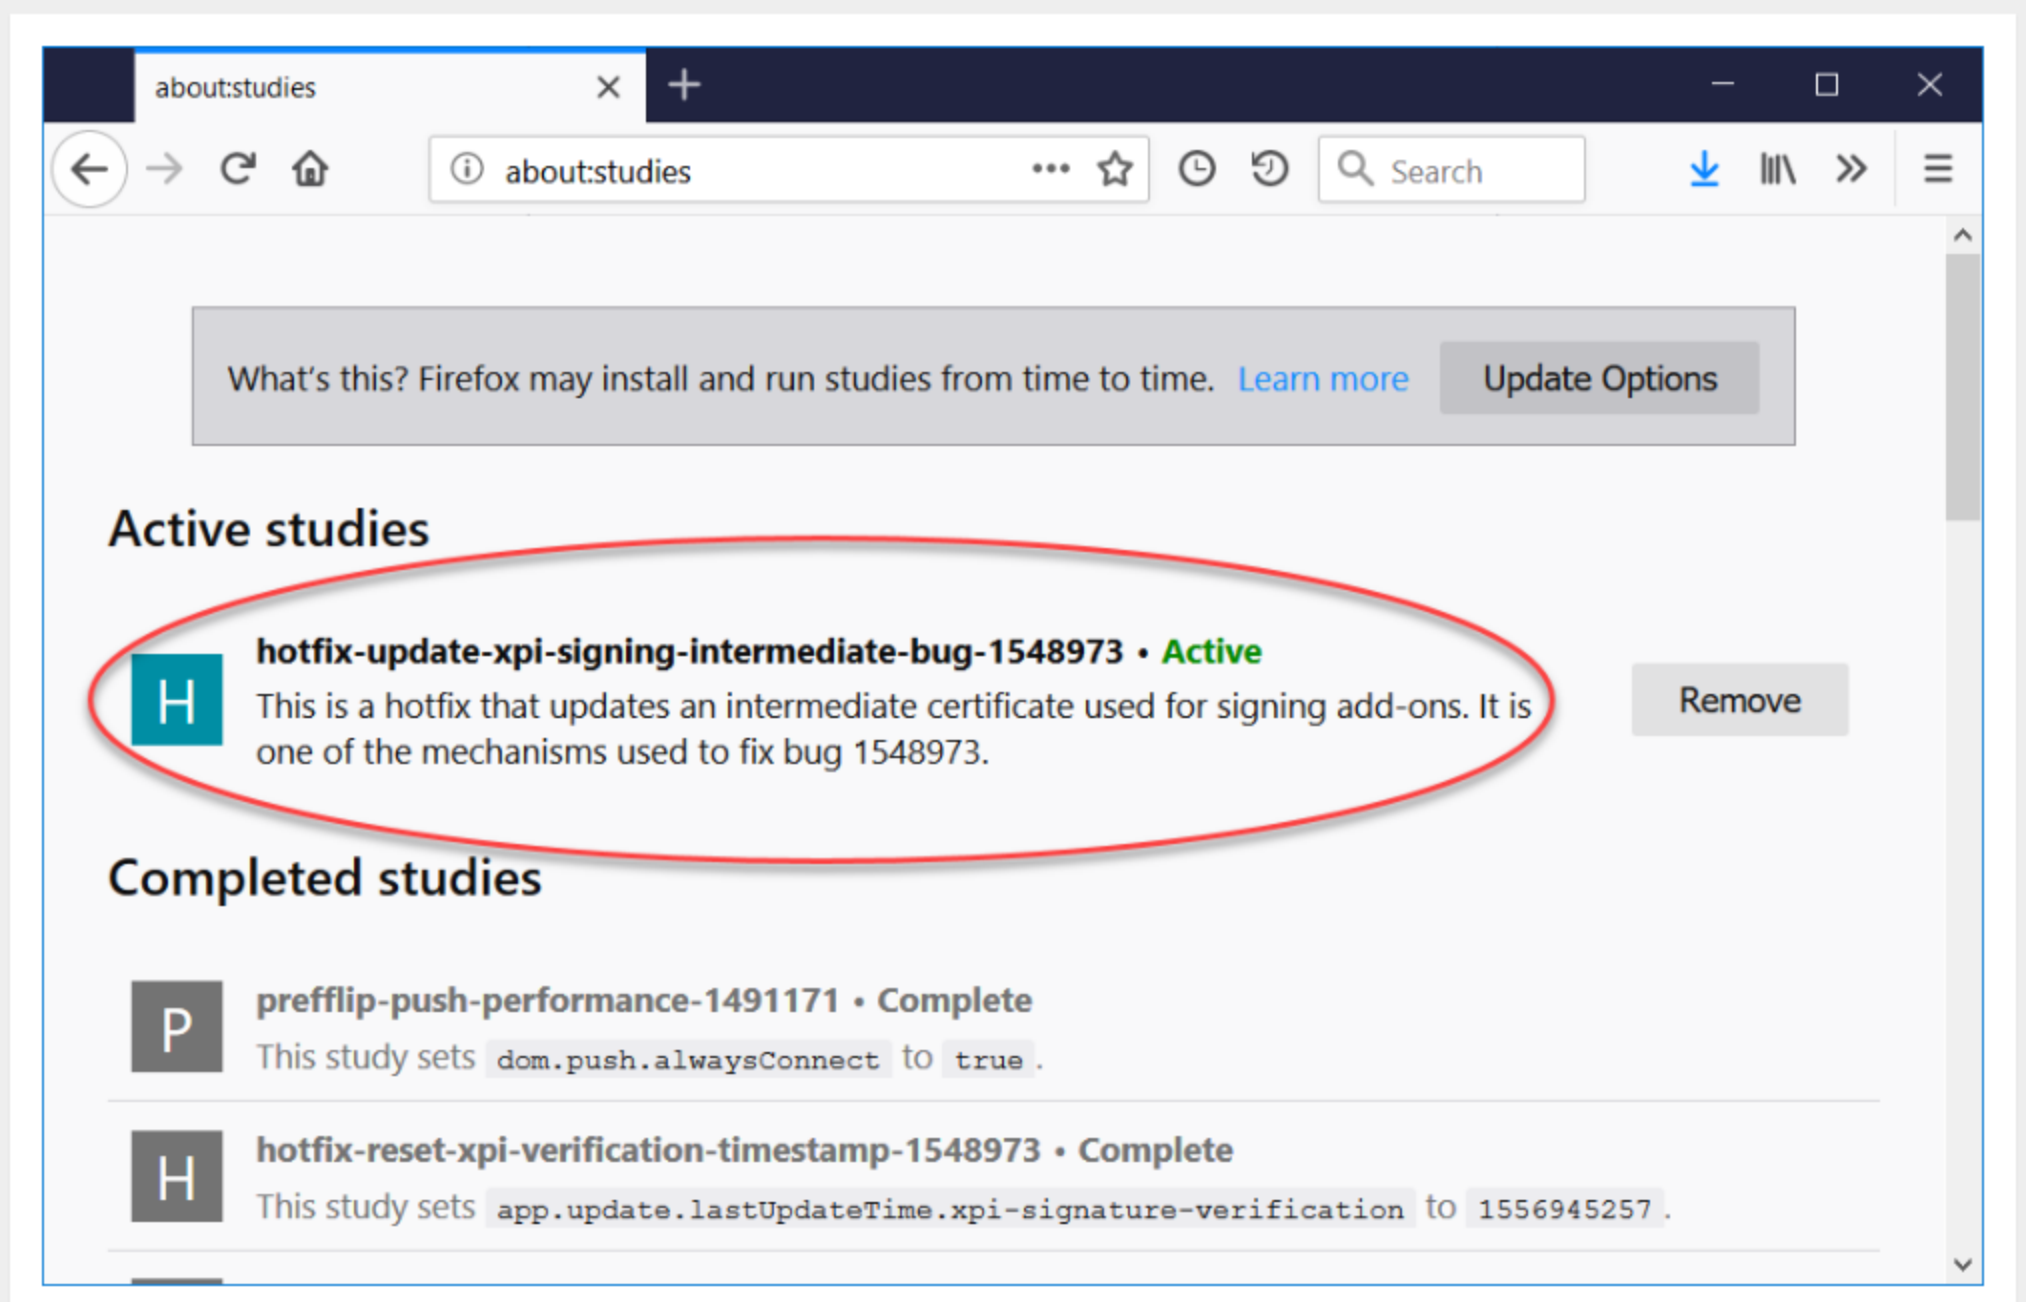 about:studies
about:studies
Search
What's this? Firefox may install and run studies from time to time. Learn more Update Options
Active studies
H
hotfix-update-xpi-signing-intermediate-bug-1548973 • Active
This is a hotfix that updates an intermediate certificate used for signing add-ons. It is
one of the mechanisms used to fix bug 1548973.
Remove
Completed studies
P
prefflip-push-performance-1491171 • Complete
This study sets dom.push.alwaysConnect to true.
H
hotfix-reset-xpi-verification-timestamp-1548973 • Complete
This study sets app.update.lastUpdateTime.xpi-signature-verification to 1556945257.